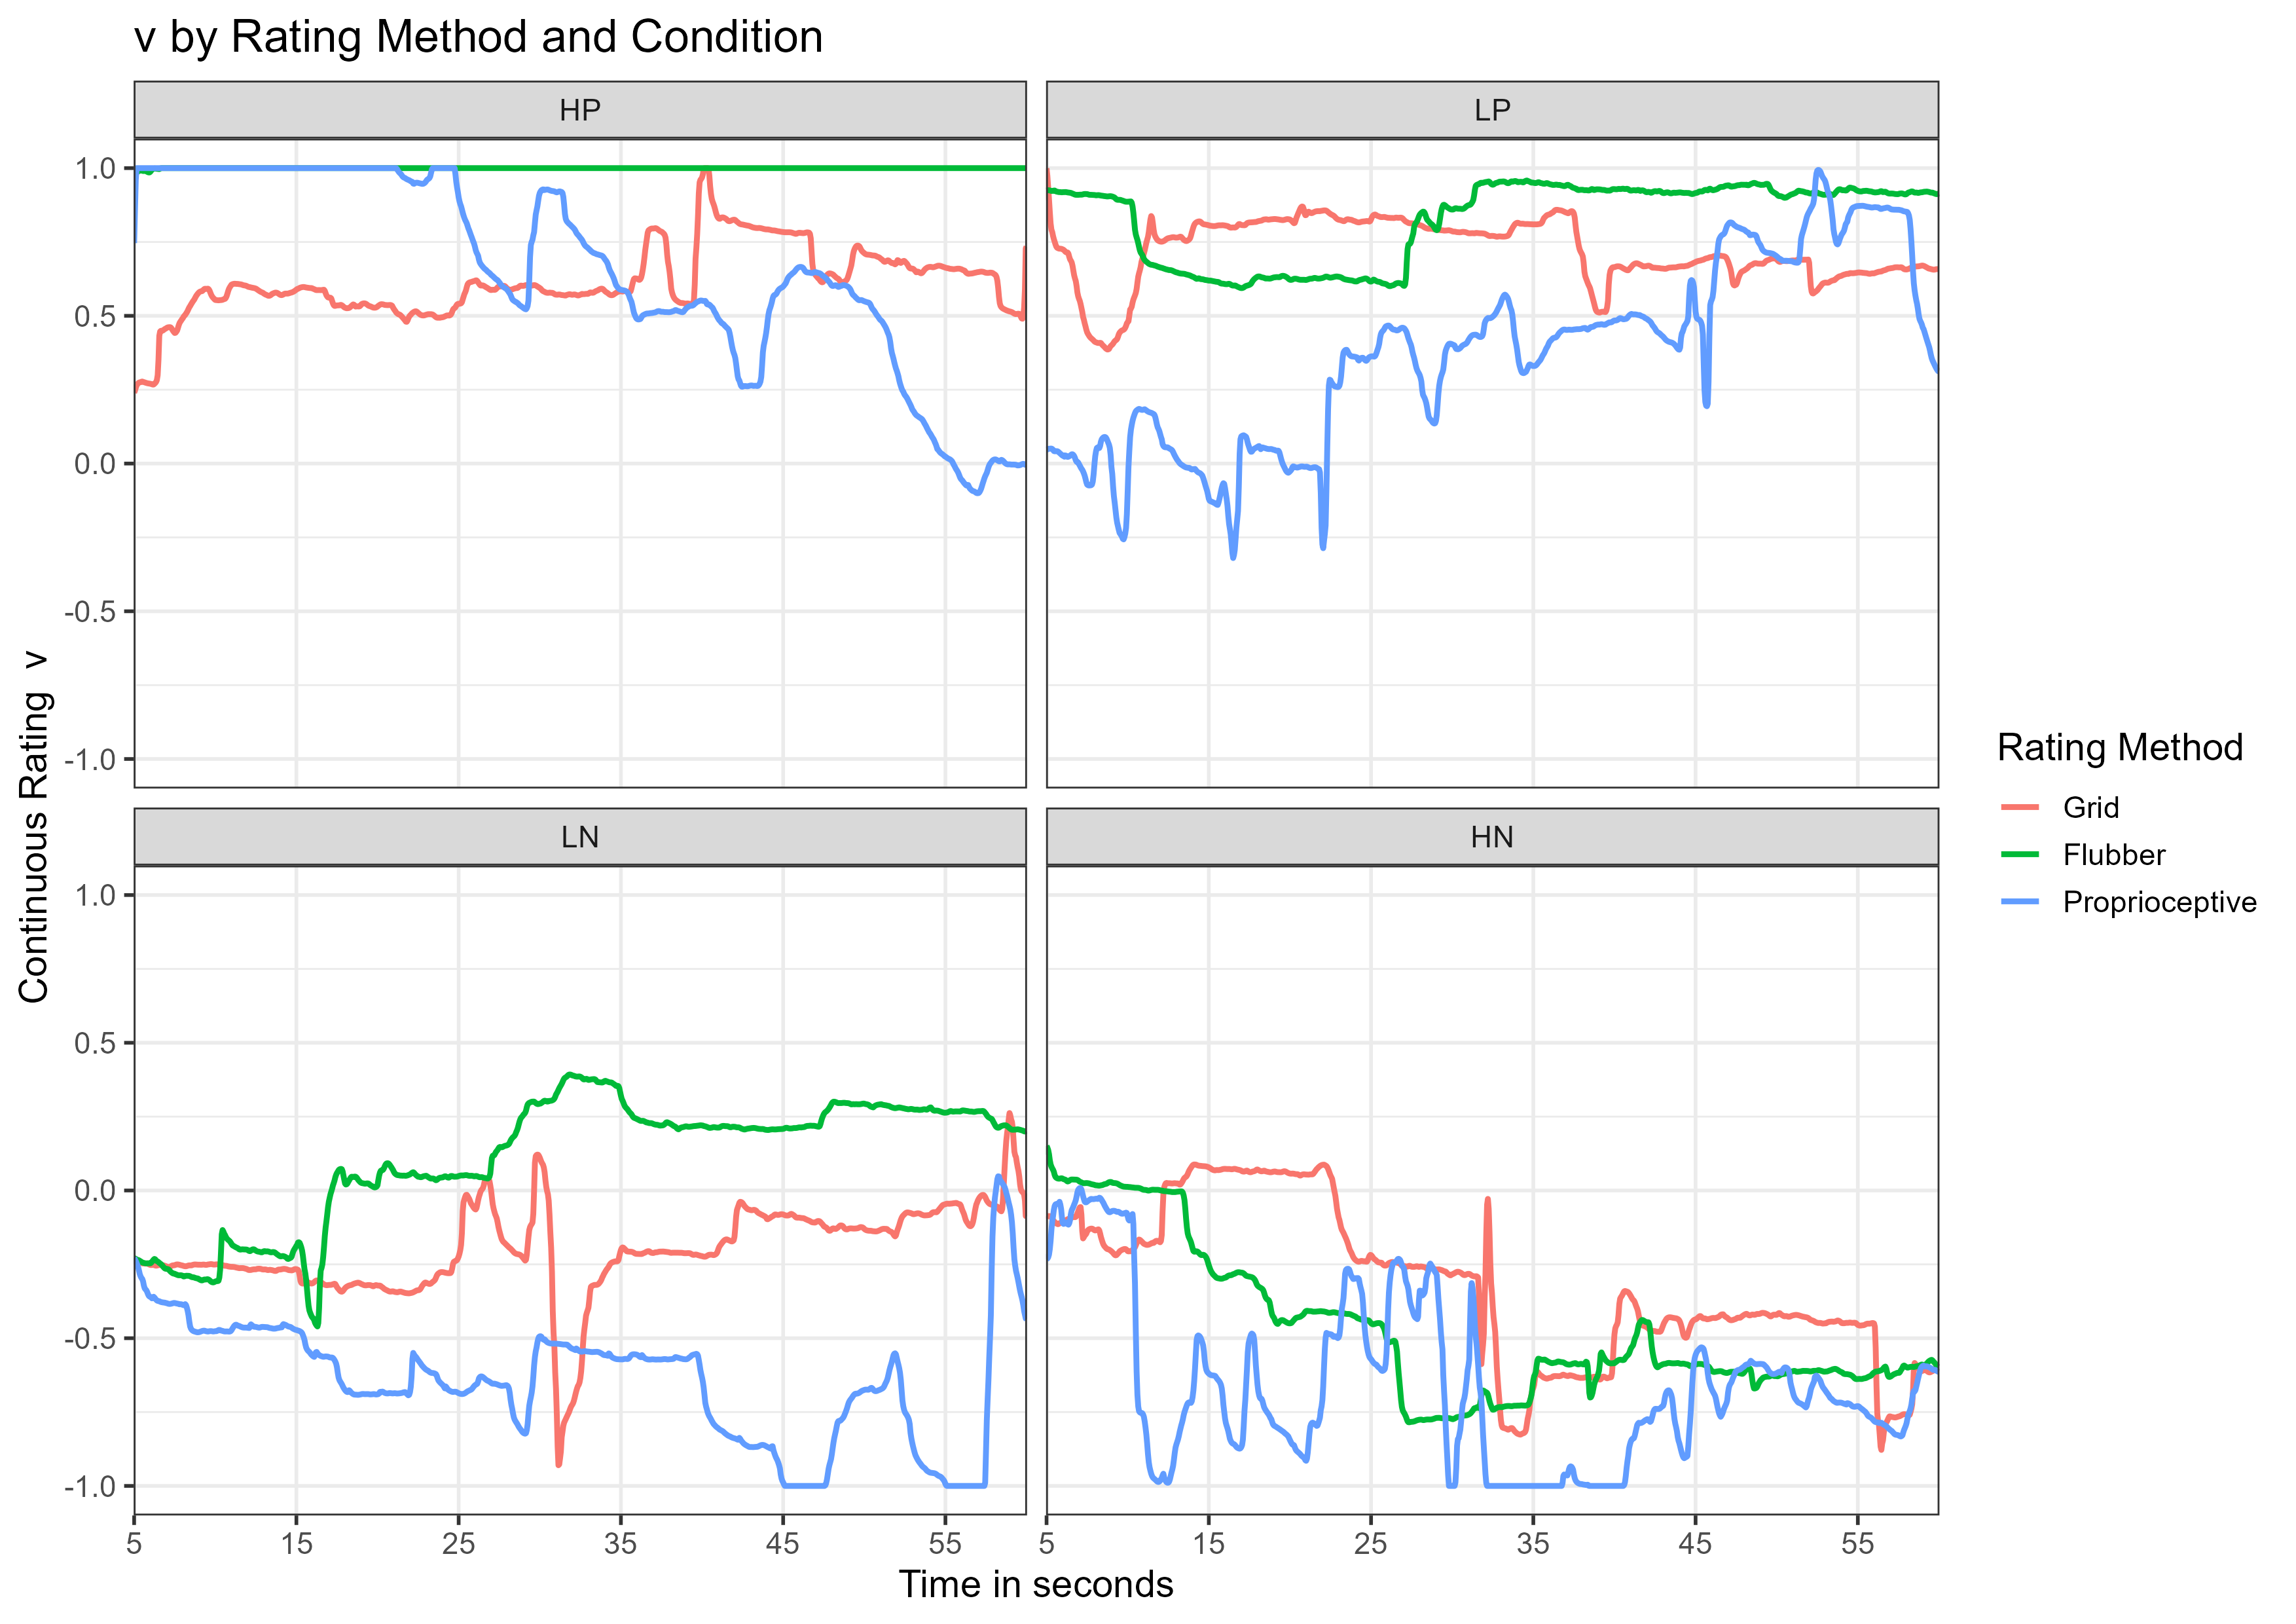 v by Rating Method and Condition
HP
LP
1.0
0.5
0.0
-0.5
-1.0
LN
HN
1.0
0.5
0.0
-0.5
-1.0
5 15 25 35 45 55
5 15 25 35 45 55
Time in seconds
Continuous Rating v
Rating Method
Grid
Flubber
Proprioceptive